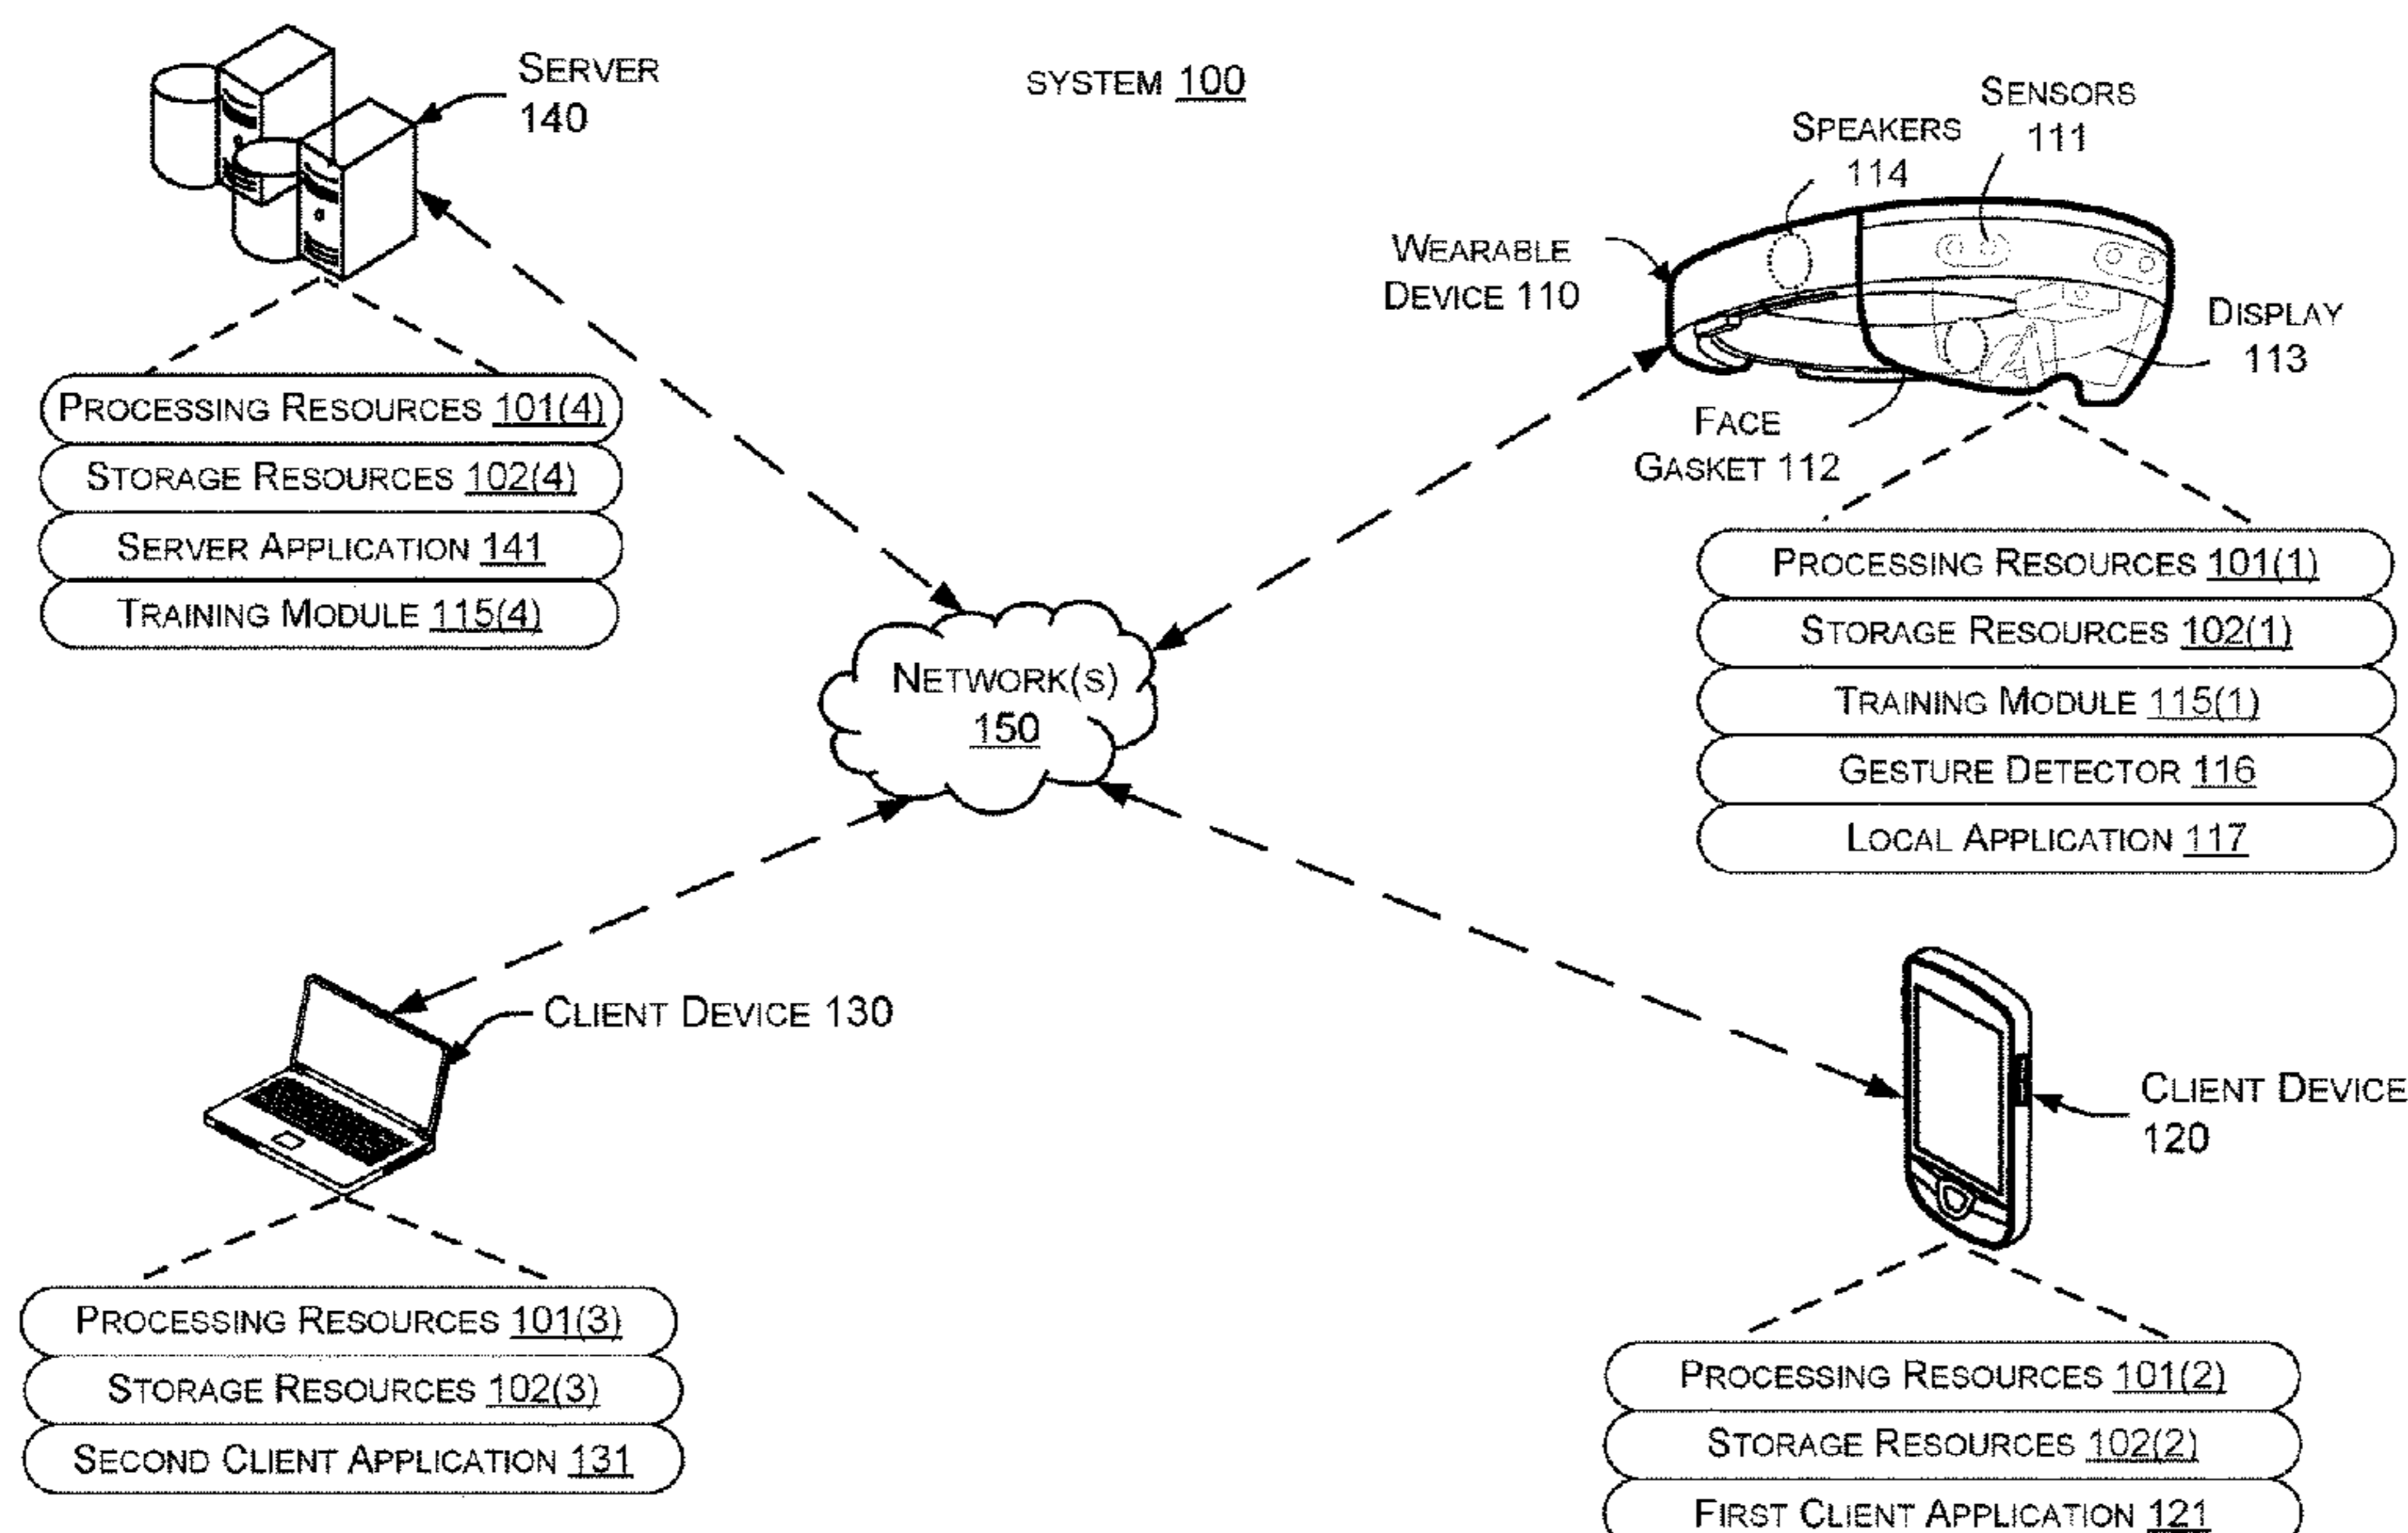 SYSTEM 100
SERVER
140
SENSORS
111
SPEAKERS
114
WEARABLE
DEVICE 110
DISPLAY
113
FACE
GASKET 112
PROCESSING RESOURCES 101(4)
STORAGE RESOURCES 102(4)
SERVER APPLICATION 141
TRAINING MODULE 115(4)
PROCESSING RESOURCES 101(1)
STORAGE RESOURCES 102(1)
TRAINING MODULE 115(1)
GESTURE DETECTOR 116
LOCAL APPLICATION 117
NETWORK(S)
150
CLIENT DEVICE 130
CLIENT DEVICE
120
PROCESSING RESOURCES 101(3)
STORAGE RESOURCES 102(3)
SECOND CLIENT APPLICATION 131
PROCESSING RESOURCES 101(2)
STORAGE RESOURCES 102(2)
FIRST CLIENT APPLICATION 121